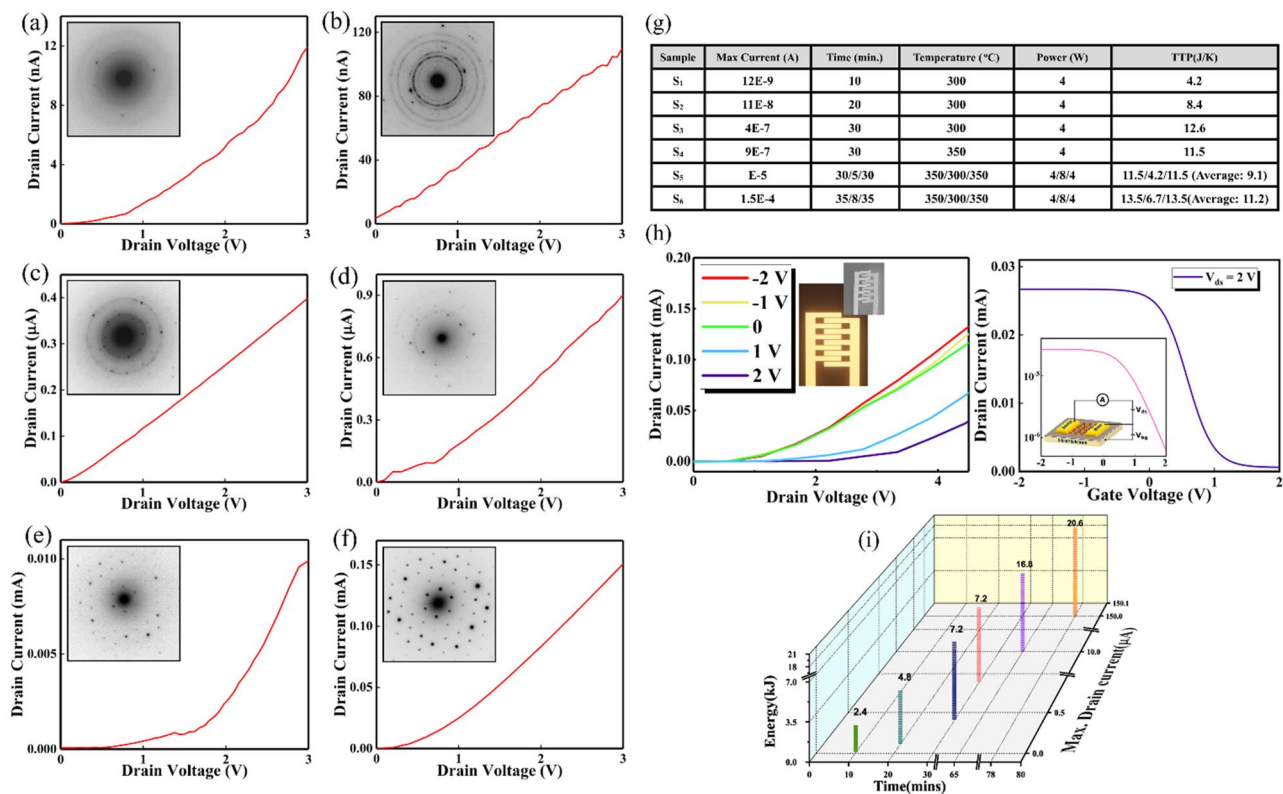 (a)
Drain Current (nA)
12
8
4
0
0 1 2 3
Drain Voltage (V)
(b)
Drain Current (nA)
120
80
40
0
0 1 2 3
Drain Voltage (V)
(c)
Drain Current (μA)
0.4
0.3
0.2
0.1
0.0
0 1 2 3
Drain Voltage (V)
(d)
Drain Current (μA)
0.9
0.6
0.3
0.0
0 1 2 3
Drain Voltage (V)
(e)
Drain Current (mA)
0.010
0.005
0.000
0 1 2 3
Drain Voltage (V)
(f)
Drain Current (mA)
0.15
0.10
0.05
0.00
0 1 2 3
Drain Voltage (V)
(g)
Sample Max Current (A) Time (min.) Temperature (°C) Power (W) TTP(J/K)
S1 12E-9 10 300 4 4.2
S2 11E-8 20 300 4 8.4
S3 4E-7 30 300 4 12.6
S4 9E-7 30 350 4 11.5
S5 E-5 30/5/30 350/300/350 4/8/4 11.5/4.2/11.5 (Average: 9.1)
S6 1.5E-4 35/8/35 350/300/350 4/8/4 13.5/6.7/13.5(Average: 11.2)
(h)
Drain Current (mA)
0.20
0.15
0.10
0.05
0.00
-2 V
-1 V
0
1 V
2 V
0 2 4
Drain Voltage (V)
Drain Current (mA)
0.03
0.02
0.01
0.00
Vds = 2 V
10-5
10-6
A
Vds
-2 -1 0 1 2
-2 -1 0 1 2
Gate Voltage (V)
(i)
20.6
16.8
7.2
7.2
4.8
2.4
Energy(kJ)
21
18
7.0
3.5
0.0
0 10 20 30 65 78 80
Time(mins)
150.1
150.0
10.0
0.5
0.0
Max. Drain current(μA)